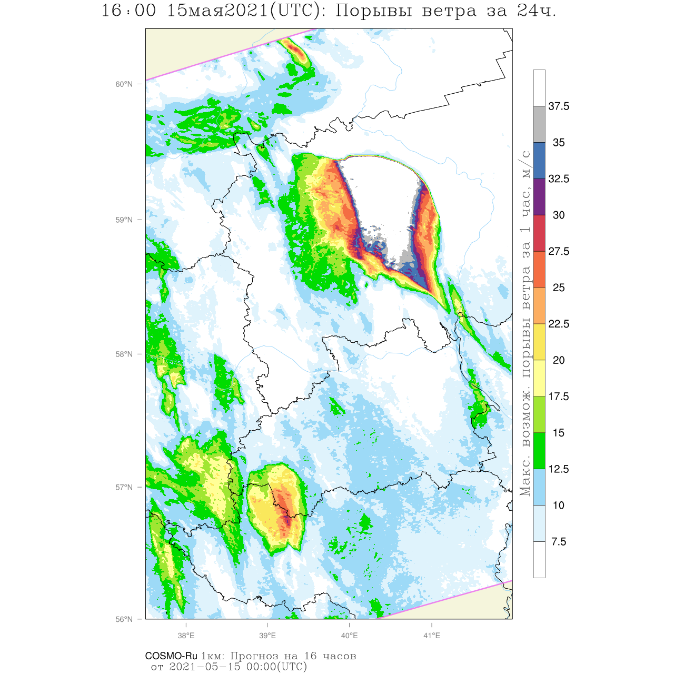 16:00 15мая2021(UTC): Порывы ветра за 24ч.
60°N
59°N
58°N
57°N
56°N
38°E
39°E
40°E
41°E
37.5
35
32.5
30
27.5
25
22.5
20
17.5
15
12.5
10
7.5
Макс. возмож. порывы ветра за 1 час, м/с
COSMO-Ru 1км: Прогноз на 16 часов
от 2021-05-15 00:00(UTC)